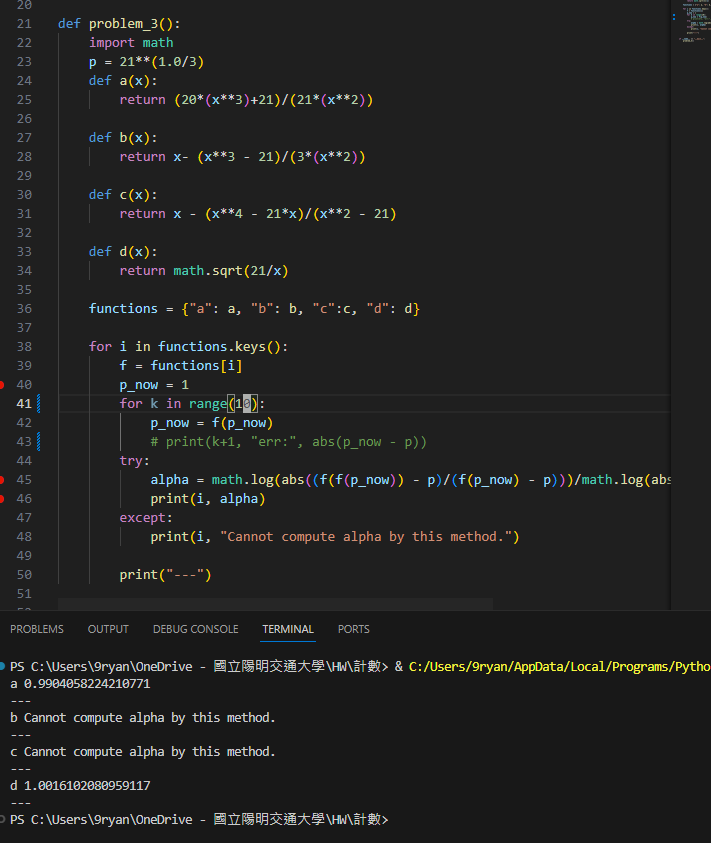 20
21 def problem_3():
22     import math
23     p = 21**(1.0/3)
24     def a(x):
25         return (20*(x**3)+21)/(21*(x**2))
26
27     def b(x):
28         return x- (x**3 - 21)/(3*(x**2))
29
30     def c(x):
31         return x - (x**4 - 21*x)/(x**2 - 21)
32
33     def d(x):
34         return math.sqrt(21/x)
35
36     functions = {"a": a, "b": b, "c":c, "d": d}
37
38     for i in functions.keys():
39         f = functions[i]
40         p_now = 1
41         for k in range(10):
42             p_now = f(p_now)
43             # print(k+1, "err:", abs(p_now - p))
44         try:
45             alpha = math.log(abs((f(f(p_now)) - p)/(f(p_now) - p)))/math.log(abs
46             print(i, alpha)
47         except:
48             print(i, "Cannot compute alpha by this method.")
49
50         print("---")
51
PROBLEMS OUTPUT DEBUG CONSOLE TERMINAL PORTS
PS C:\Users\9ryan\OneDrive - 國立陽明交通大學\HW\計數> & C:/Users/9ryan/AppData/Local/Programs/Pytho
a 0.9904058224210771
---
b Cannot compute alpha by this method.
---
c Cannot compute alpha by this method.
---
d 1.0016102080959117
---
PS C:\Users\9ryan\OneDrive - 國立陽明交通大學\HW\計數>